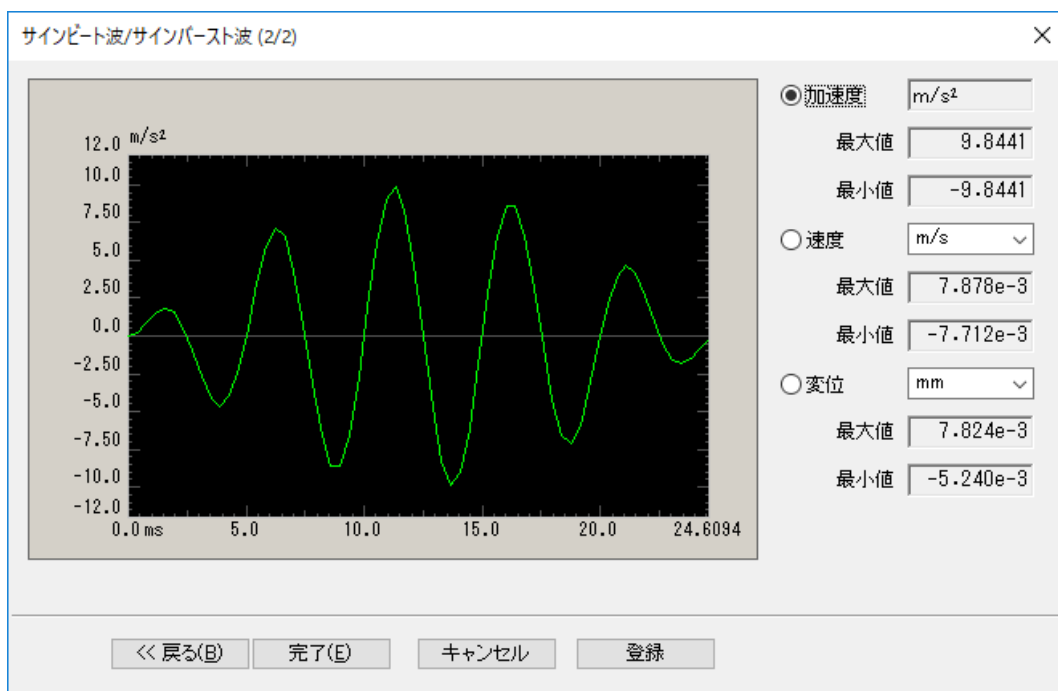 サインビート波/サインバースト波 (2/2)
m/s²
12.0
10.0
7.50
5.0
2.50
0.0
-2.50
-5.0
-7.50
-10.0
-12.0
0.0 ms 5.0 10.0 15.0 20.0 24.6094
加速度 m/s²
最大値 9.8441
最小値 -9.8441
速度 m/s
最大値 7.878e-3
最小値 -7.712e-3
変位 mm
最大値 7.824e-3
最小値 -5.240e-3
<< 戻る(B) 完了(E) キャンセル 登録